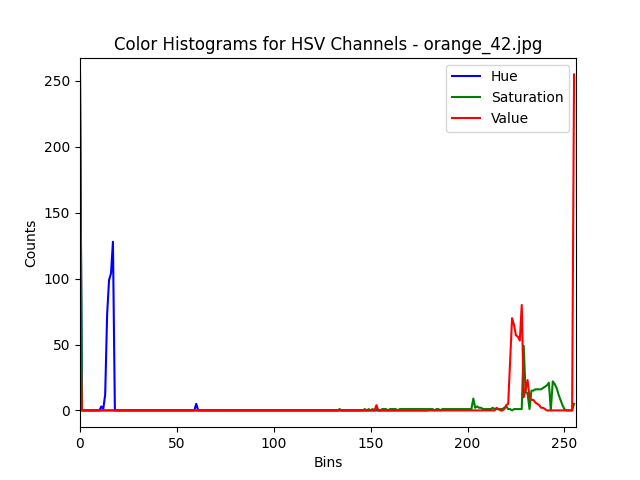 Color Histograms for HSV Channels - orange_42.jpg
Hue
Saturation
Value
Counts
250
200
150
100
50
0
0 50 100 150 200 250
Bins